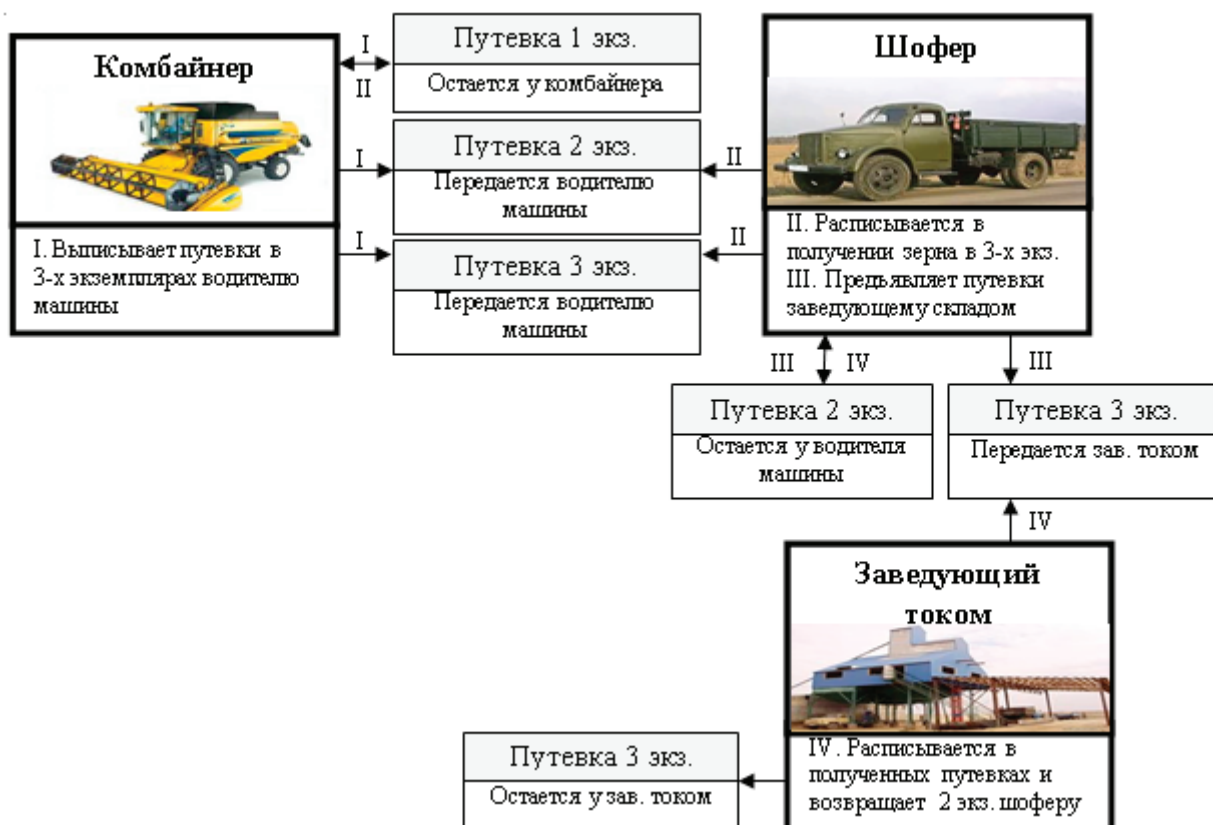 Комбайнер
I. Выписывает путевки в
3-х экземплярах водителю
машины
I
II
Путевка 1 экз.
Остается у комбайнера
I
Путевка 2 экз.
Передается водителю
машины
II
I
Путевка 3 экз.
Передается водителю
машины
II
Шофер
II. Расписывается в
получении зерна в 3-х экз.
III. Предьявляет путевки
заведующему складом
III
IV
III
Путевка 2 экз.
Остается у водителя
машины
Путевка 3 экз.
Передается зав. током
IV
Заведующий
током
IV. Расписывается в
полученных путевках и
возвращает 2 экз. шоферу
Путевка 3 экз.
Остается у зав. током